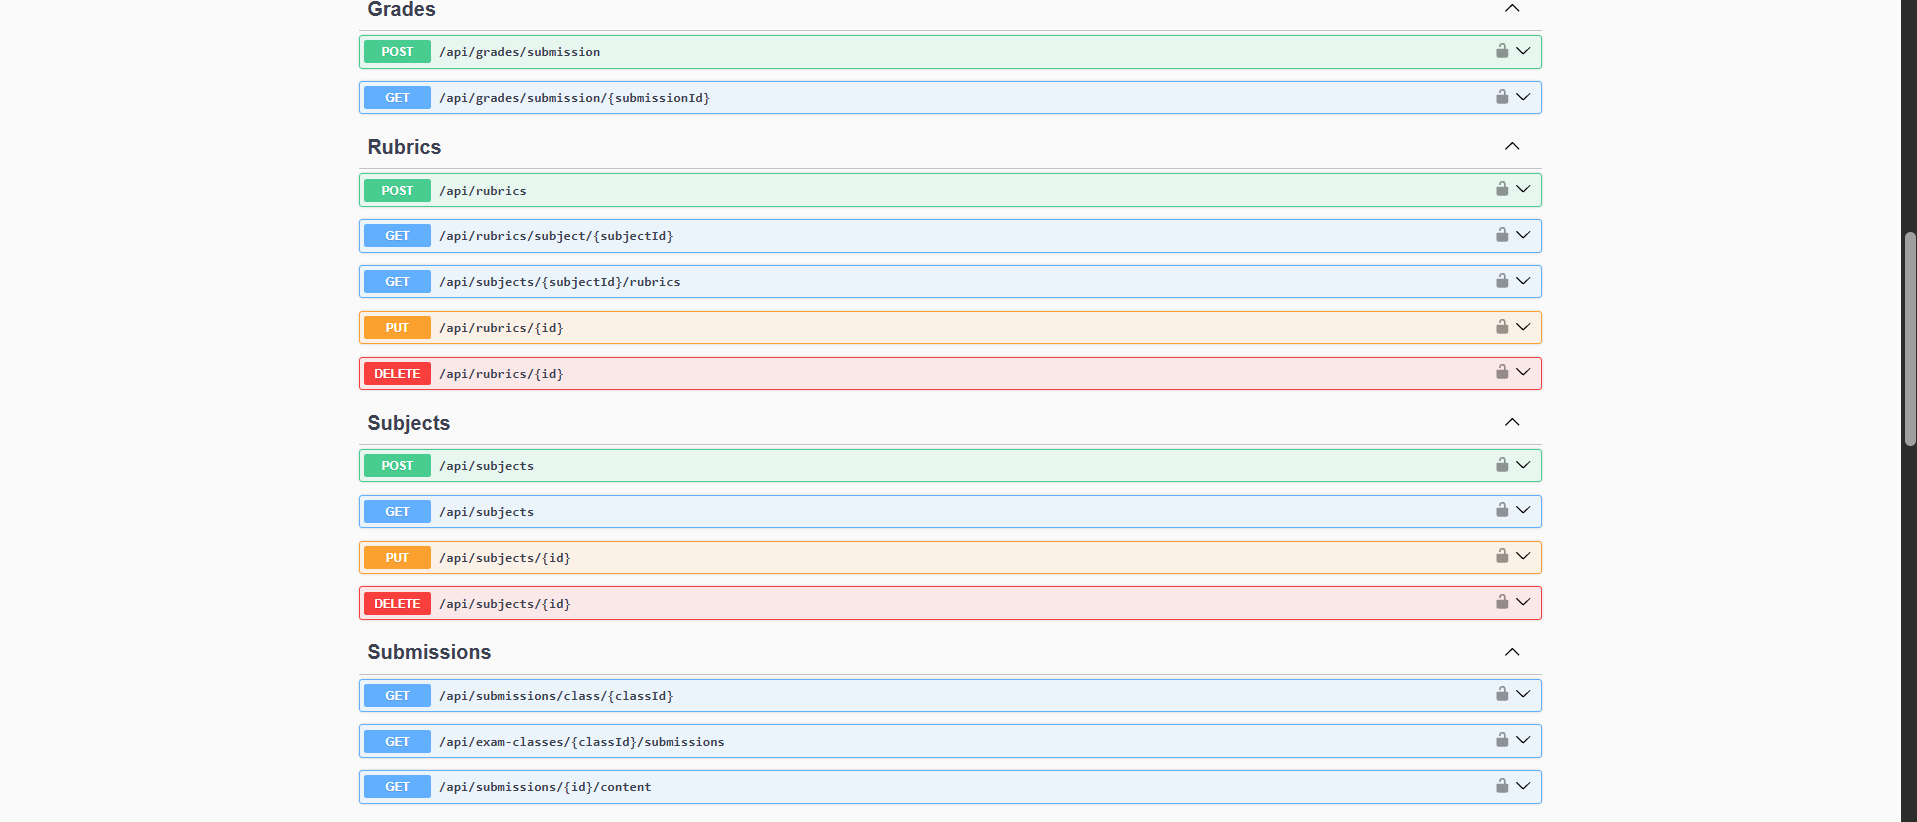 Grades
POST /api/grades/submission
GET /api/grades/submission/{submissionId}
Rubrics
POST /api/rubrics
GET /api/rubrics/subject/{subjectId}
GET /api/subjects/{subjectId}/rubrics
PUT /api/rubrics/{id}
DELETE /api/rubrics/{id}
Subjects
POST /api/subjects
GET /api/subjects
PUT /api/subjects/{id}
DELETE /api/subjects/{id}
Submissions
GET /api/submissions/class/{classId}
GET /api/exam-classes/{classId}/submissions
GET /api/submissions/{id}/content